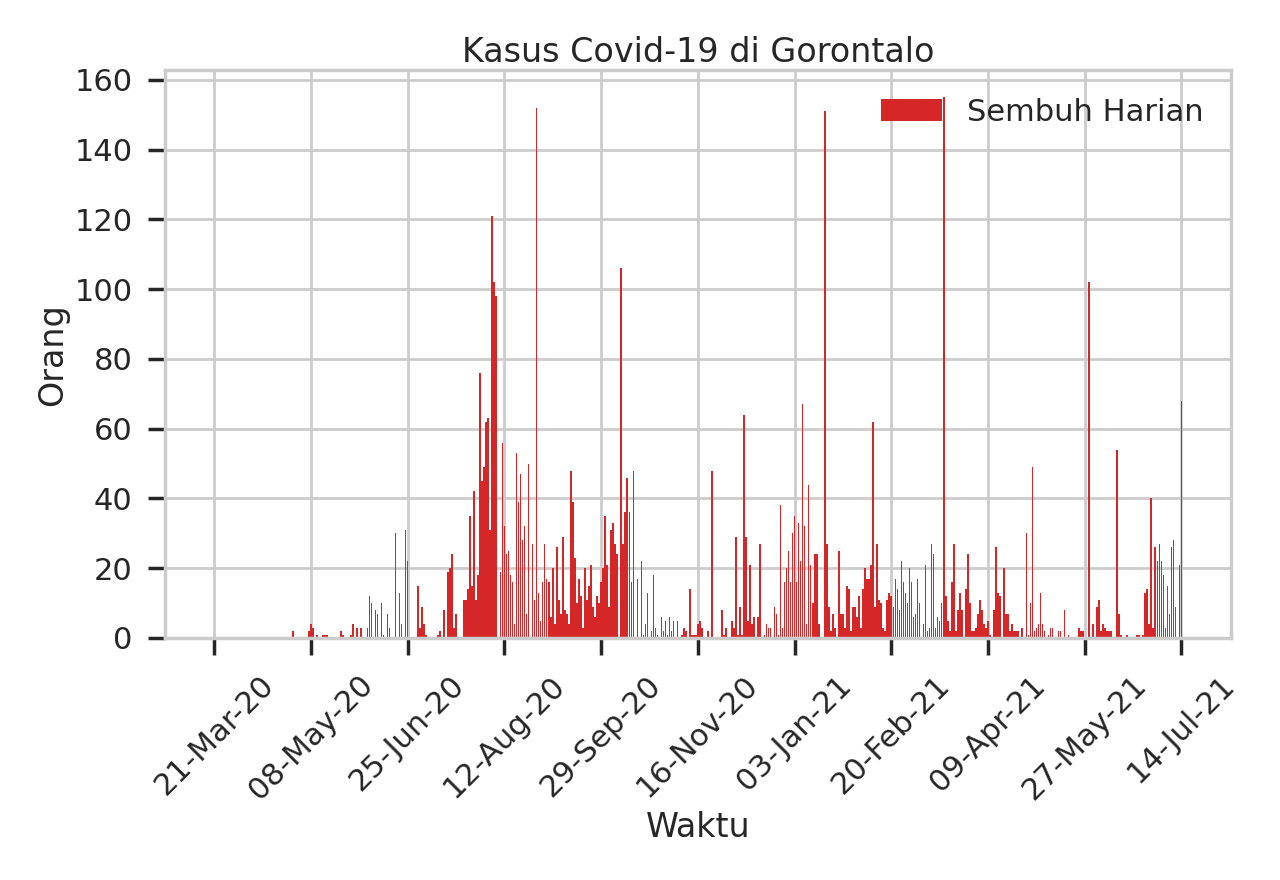 Kasus Covid-19 di Gorontalo
Sembuh Harian
Orang
160
140
120
100
80
60
40
20
0
21-Mar-20
08-May-20
25-Jun-20
12-Aug-20
29-Sep-20
16-Nov-20
03-Jan-21
20-Feb-21
09-Apr-21
27-May-21
14-Jul-21
Waktu